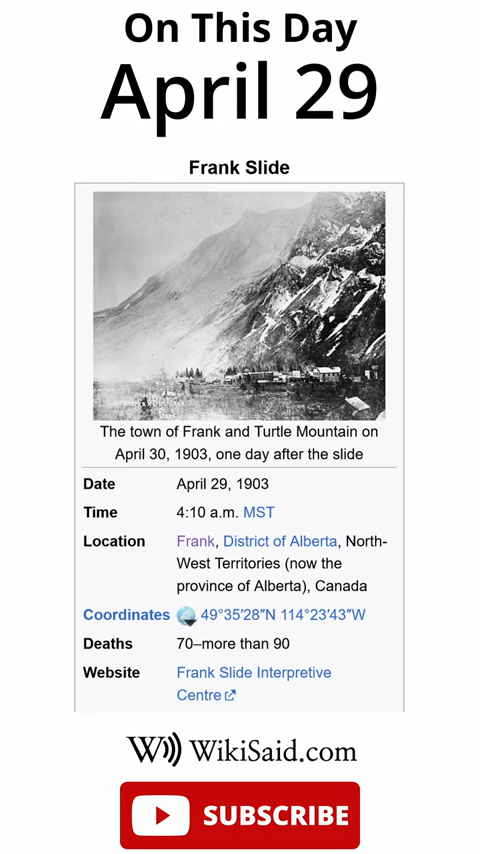 On This Day
April 29
Frank Slide
The town of Frank and Turtle Mountain on
April 30, 1903, one day after the slide
Date April 29, 1903
Time 4:10 a.m. MST
Location Frank, District of Alberta, North-
West Territories (now the
province of Alberta), Canada
Coordinates 49°35′28″N 114°23′43″W
Deaths 70–more than 90
Website Frank Slide Interpretive
Centre
W WikiSaid.com
SUBSCRIBE